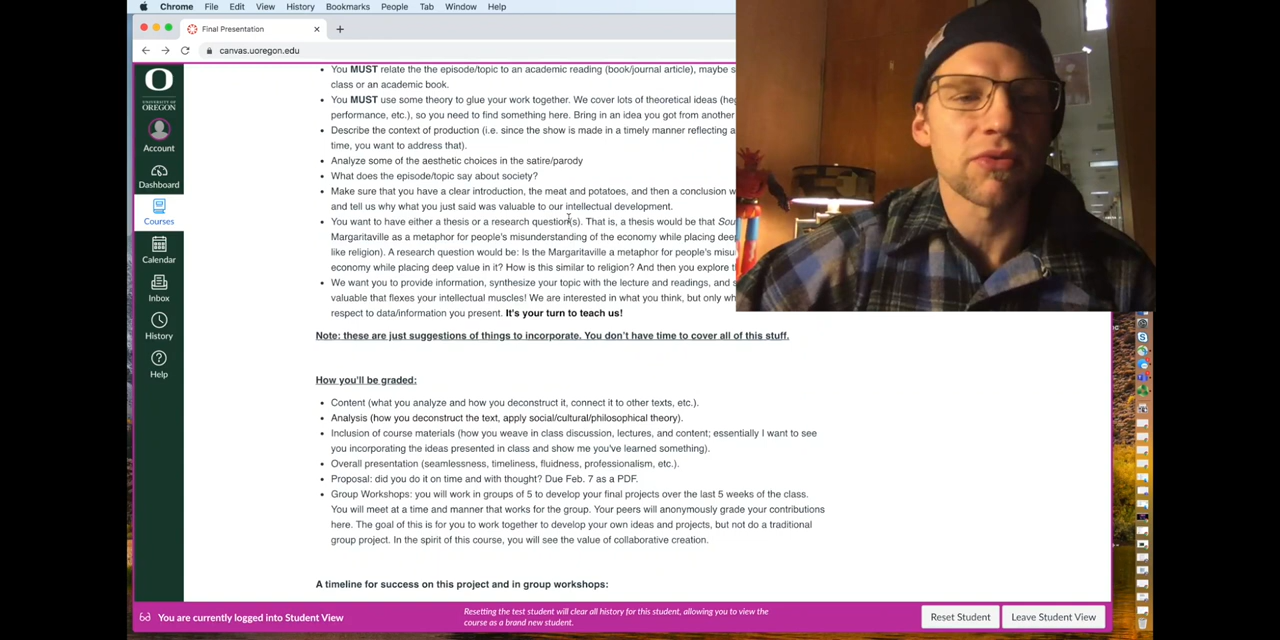 Chrome File Edit View History Bookmarks People Tab Window Help
Final Presentation
canvas.uoregon.edu
You MUST relate the the episode/topic to an academic reading (book/journal article), maybe s
class or an academic book.
You MUST use some theory to glue your work together. We cover lots of theoretical ideas (heg
performance, etc.), so you need to find something here. Bring in an idea you got from another
Describe the context of production (i.e. since the show is made in a timely manner reflecting a
time, you want to address that).
Analyze some of the aesthetic choices in the satire/parody
What does the episode/topic say about society?
Make sure that you have a clear introduction, the meat and potatoes, and then a conclusion w
and tell us why what you just said was valuable to our intellectual development.
You want to have either a thesis or a research question(s). That is, a thesis would be that Sou
Margaritaville as a metaphor for people's misunderstanding of the economy while placing dee
like religion). A research question would be: Is the Margaritaville a metaphor for people's misu
economy while placing deep value in it? How is this similar to religion? And then you explore t
We want you to provide information, synthesize your topic with the lecture and readings, and s
valuable that flexes your intellectual muscles! We are interested in what you think, but only wh
respect to data/information you present. It's your turn to teach us!
Note: these are just suggestions of things to incorporate. You don't have time to cover all of this stuff.
How you'll be graded:
Content (what you analyze and how you deconstruct it, connect it to other texts, etc.).
Analysis (how you deconstruct the text, apply social/cultural/philosophical theory).
Inclusion of course materials (how you weave in class discussion, lectures, and content; essentially I want to see
you incorporating the ideas presented in class and show me you've learned something).
Overall presentation (seamlessness, timeliness, fluidness, professionalism, etc.).
Proposal: did you do it on time and with thought? Due Feb. 7 as a PDF.
Group Workshops: you will work in groups of 5 to develop your final projects over the last 5 weeks of the class.
You will meet at a time and manner that works for the group. Your peers will anonymously grade your contributions
here. The goal of this is for you to work together to develop your own ideas and projects, but not do a traditional
group project. In the spirit of this course, you will see the value of collaborative creation.
A timeline for success on this project and in group workshops:
O
UNIVERSITY OF
OREGON
Account
Dashboard
Courses
Calendar
Inbox
History
Help
You are currently logged into Student View
Resetting the test student will clear all history for this student, allowing you to view the
course as a brand new student.
Reset Student
Leave Student View